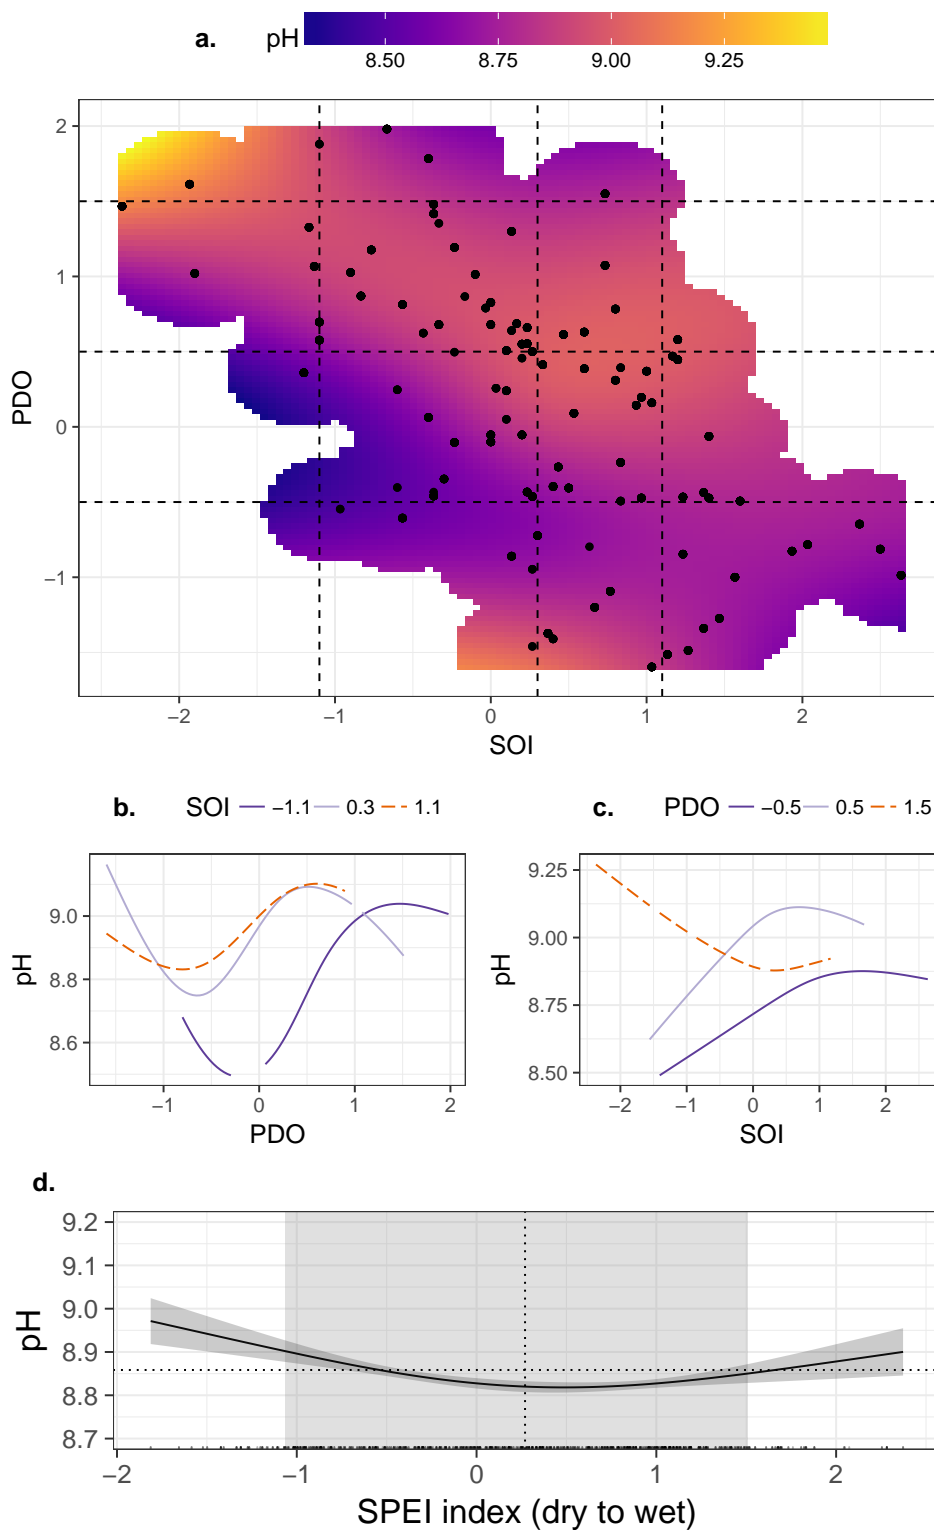 a. pH
8.50 8.75 9.00 9.25
2
1
0
−1
PDO
−2 −1 0 1 2
SOI
b. SOI −1.1 0.3 1.1
9.0
8.8
8.6
pH
−1 0 1 2
PDO
c. PDO −0.5 0.5 1.5
9.25
9.00
8.75
8.50
pH
−2 −1 0 1 2
SOI
d.
9.2
9.1
9.0
8.9
8.8
8.7
pH
−2 −1 0 1 2
SPEI index (dry to wet)